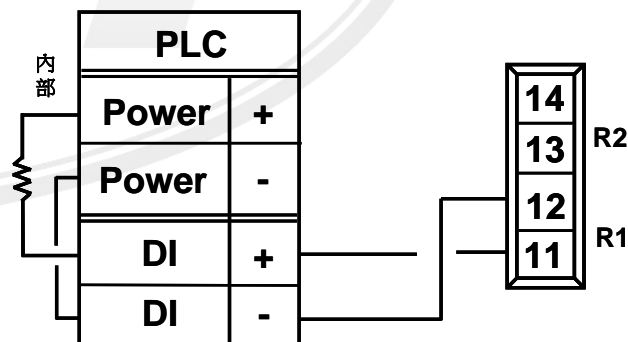 PLC
內部
Power +
Power -
DI +
DI -
14
13
R2
12
11
R1